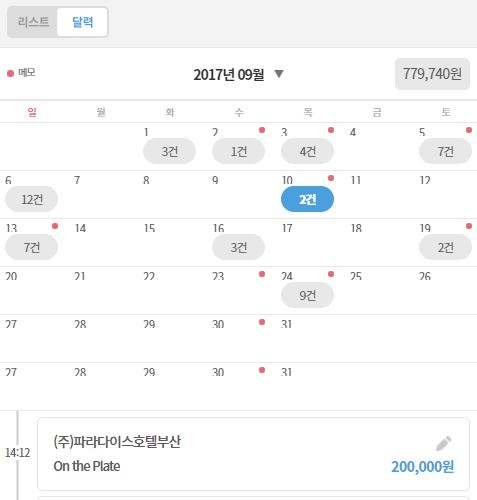 리스트 달력
메모 2017년 09월 ▼ 779,740원
일 월 화 수 목 금 토
1 2 3 4 5
3건 1건 4건 7건
6 7 8 9 10 11 12
12건 2건
13 14 15 16 17 18 19
7건 3건 2건
20 21 22 23 24 25 26
9건
27 28 29 30 31
27 28 29 30 31
(주)파라다이스호텔부산
14:12
On the Plate 200,000원